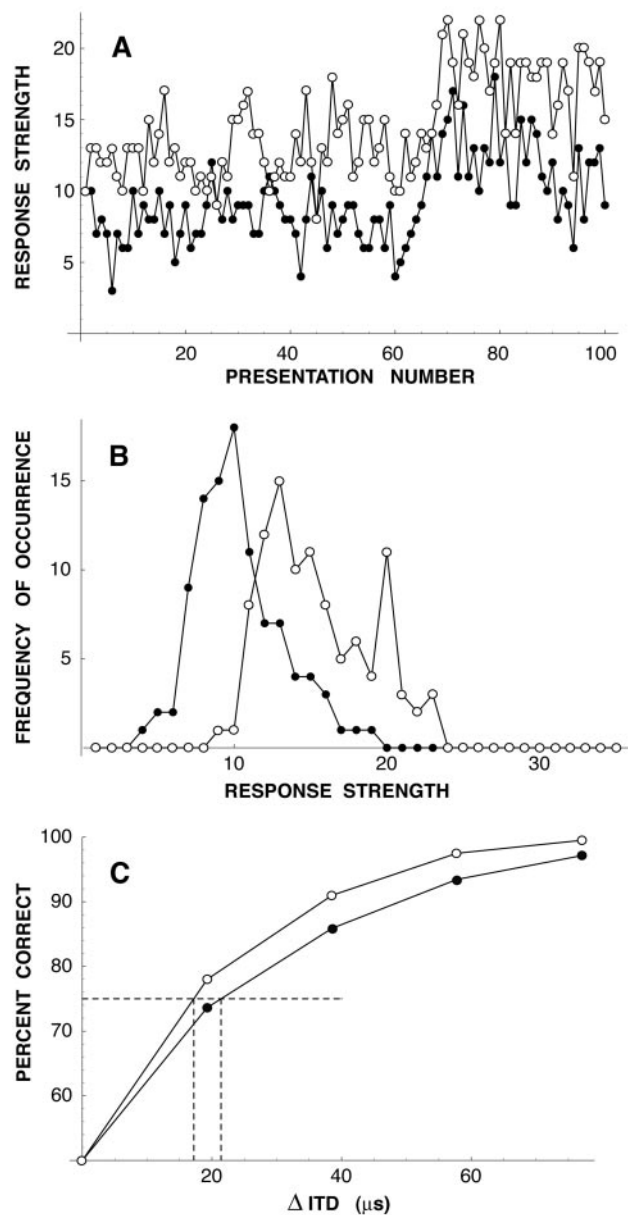 A
RESPONSE STRENGTH
20
15
10
5
20 40 60 80 100
PRESENTATION NUMBER
B
FREQUENCY OF OCCURRENCE
15
10
5
10 20 30
RESPONSE STRENGTH
C
PERCENT CORRECT
100
90
80
70
60
20 40 60
Δ ITD (μs)